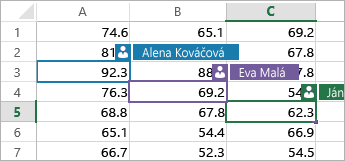 A B C
1 74.6 65.1 69.2
2 81 Alena Kováčová 67.8
3 92.3 88 Eva Malá 7.8
4 76.3 69.2 54 Ján
5 68.8 67.8 62.3
6 65.1 54.4 66.9
7 66.7 52.3 54.5